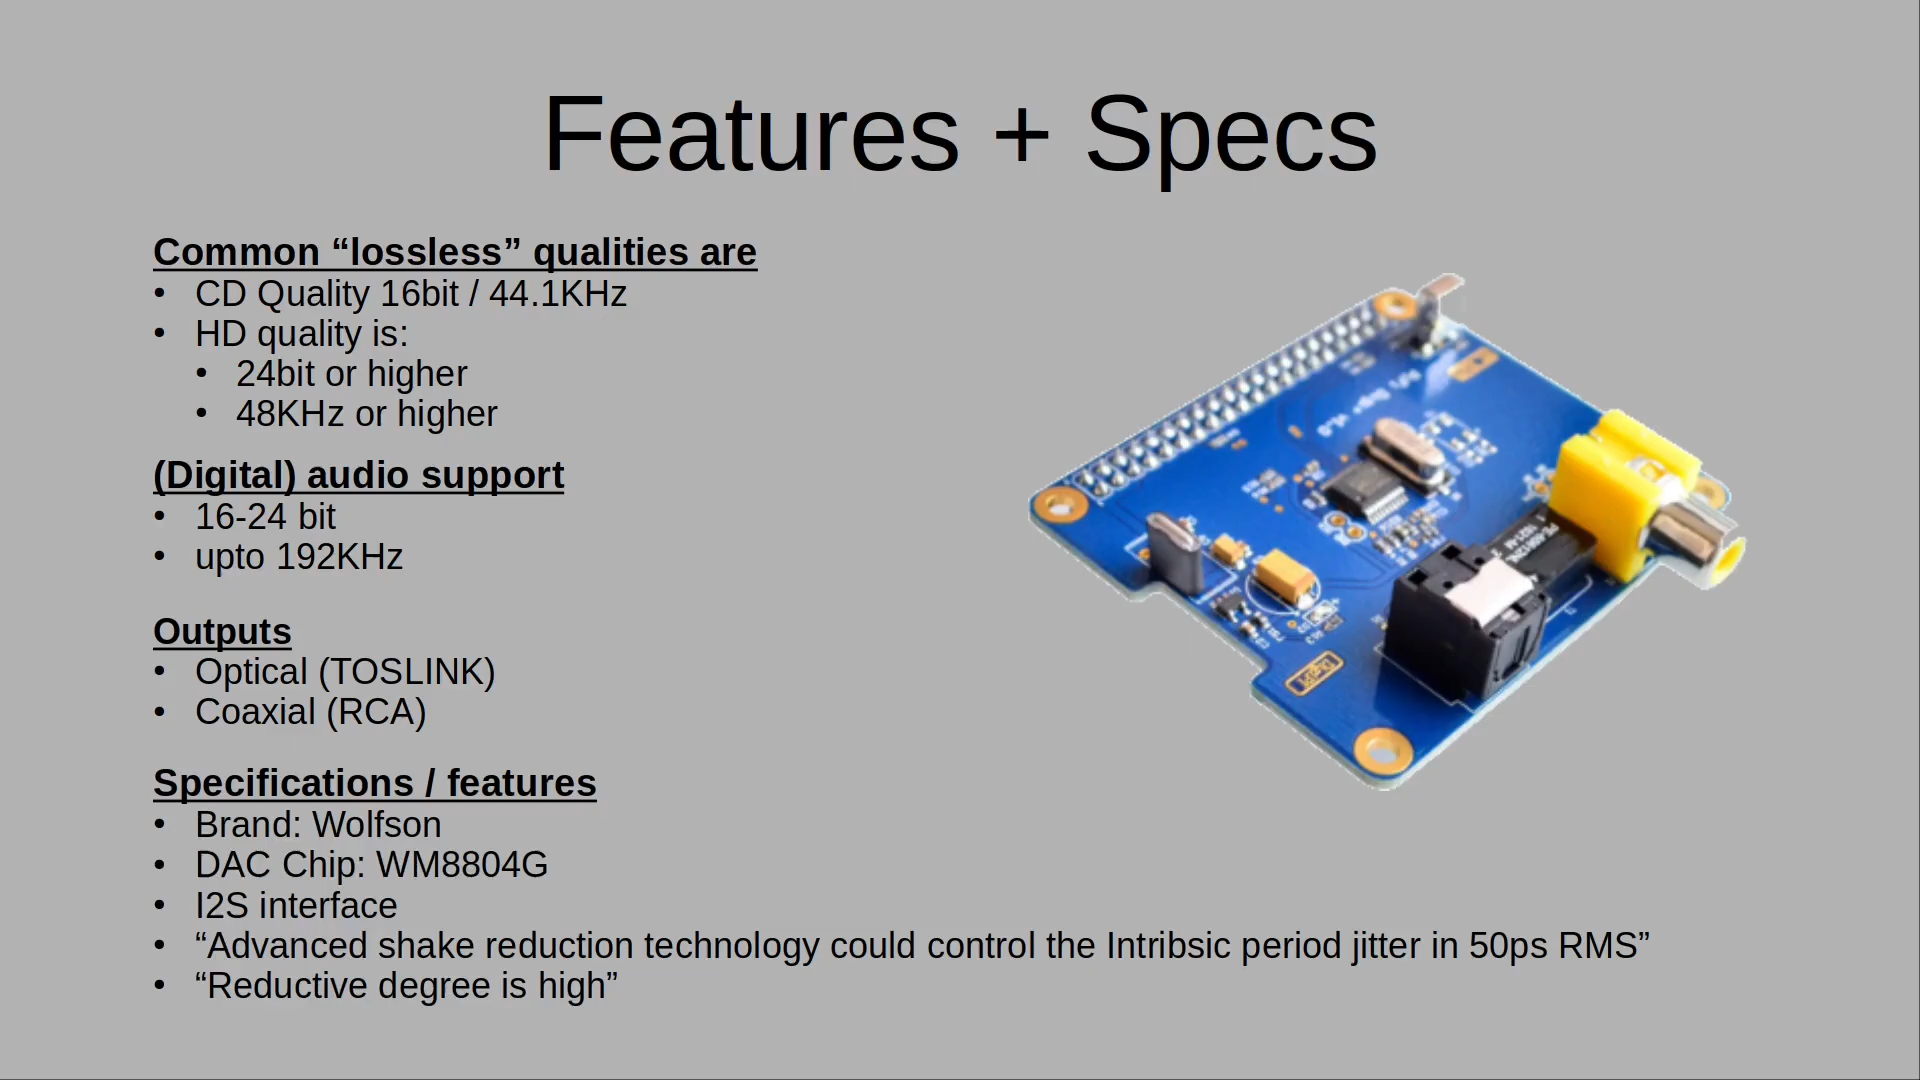 Features + Specs
Common “lossless” qualities are
• CD Quality 16bit / 44.1KHz
• HD quality is:
• 24bit or higher
• 48KHz or higher
(Digital) audio support
• 16-24 bit
• upto 192KHz
Outputs
• Optical (TOSLINK)
• Coaxial (RCA)
Specifications / features
• Brand: Wolfson
• DAC Chip: WM8804G
• I2S interface
• “Advanced shake reduction technology could control the Intribsic period jitter in 50ps RMS”
• “Reductive degree is high”